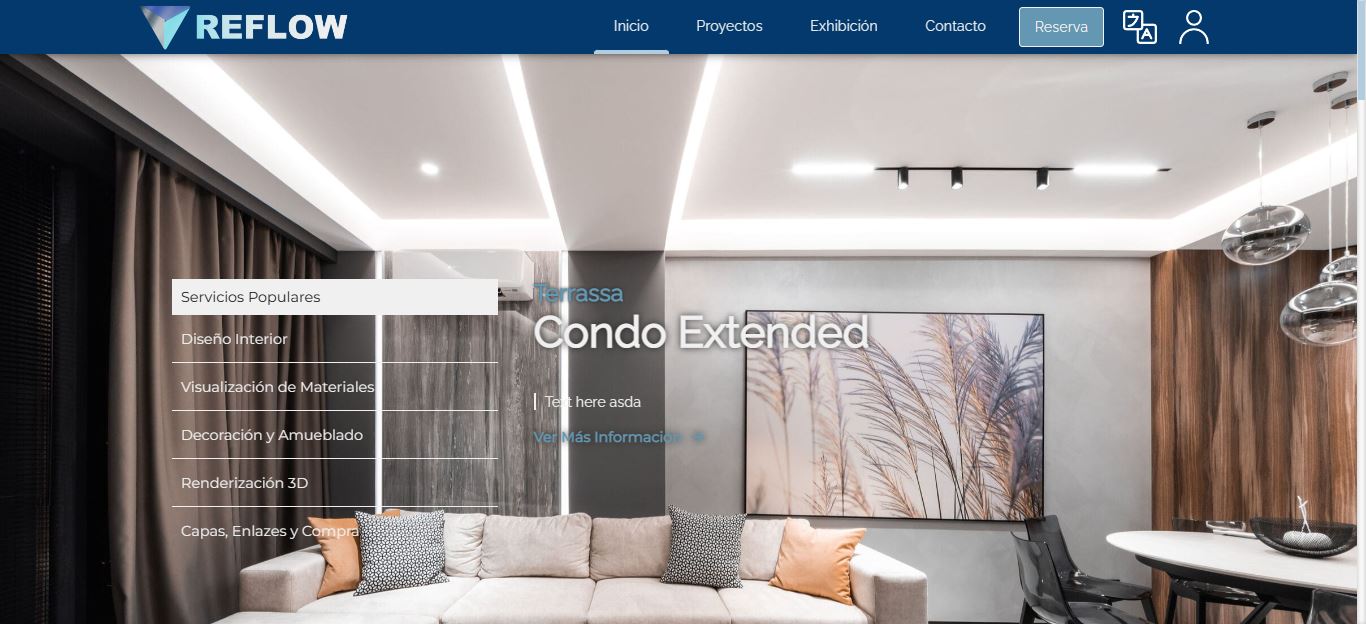 REFLOW
Inicio
Proyectos
Exhibición
Contacto
Reserva
Servicios Populares
Diseño Interior
Visualización de Materiales
Decoración y Amueblado
Renderización 3D
Capas, Enlazes y Compra
Terrassa
Condo Extended
Text here asda
Ver Más Información →